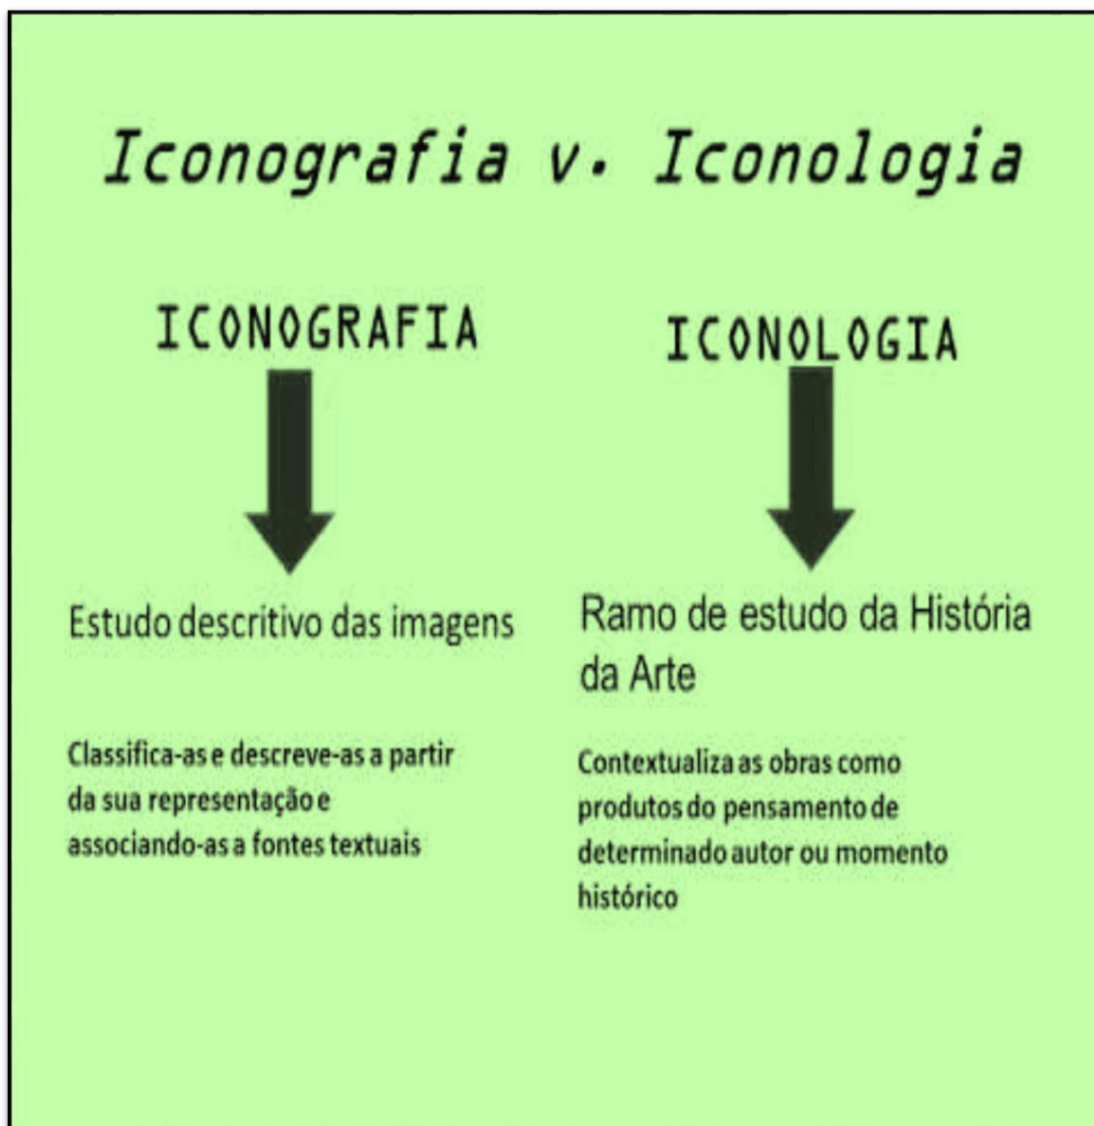 Iconografia v. Iconologia
ICONOGRAFIA
Estudo descritivo das imagens
Classifica-as e descreve-as a partir
da sua representação e
associando-as a fontes textuais
ICONOLOGIA
Ramo de estudo da História
da Arte
Contextualiza as obras como
produtos do pensamento de
determinado autor ou momento
histórico